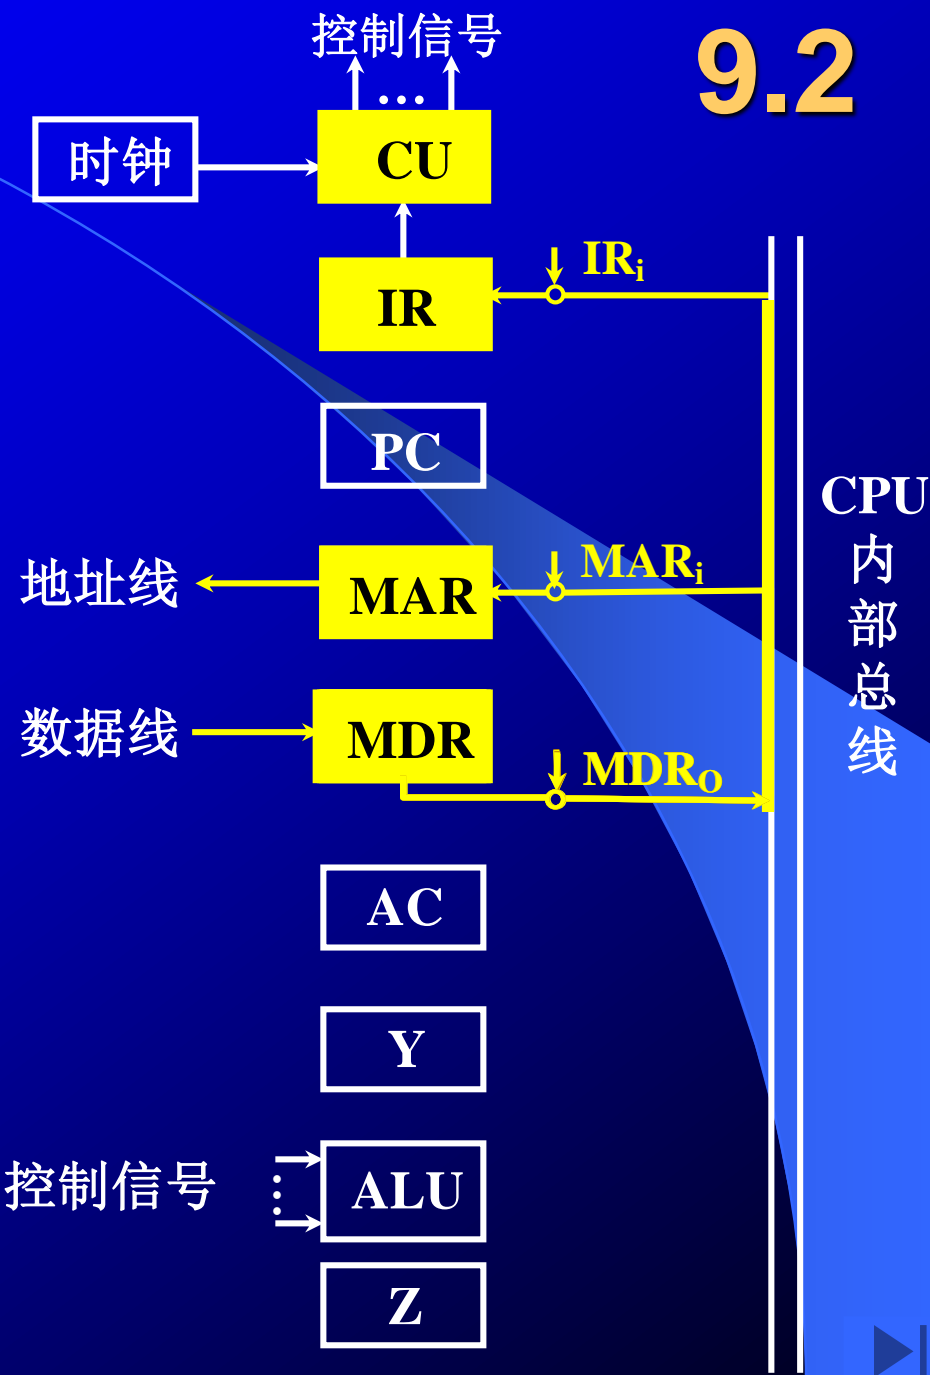 控制信号
9.2
…
时钟
CU
IR
IRi
PC
CPU
内
部
总
线
地址线
MAR
MARi
数据线
MDR
MDRO
AC
Y
控制信号
ALU
Z